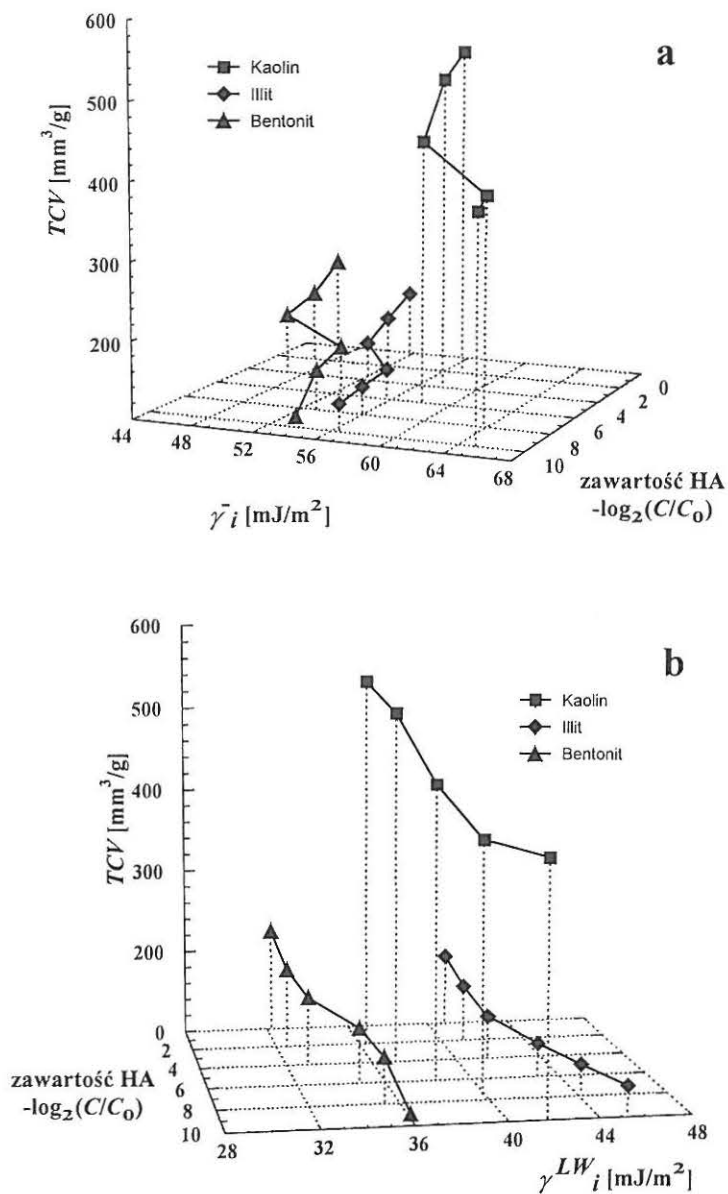 a
600
500
400
300
200
TCV [mm³/g]
Kaolin
Illit
Bentonit
44
48
52
56
60
64
68
0
2
4
6
8
10
zawartość HA
-log₂(C/C₀)
γ⁻ᵢ [mJ/m²]
b
600
500
400
300
200
0
TCV [mm³/g]
Kaolin
Illit
Bentonit
2
4
6
8
10
zawartość HA
-log₂(C/C₀)
28
32
36
40
44
48
γᴸᵂᵢ [mJ/m²]